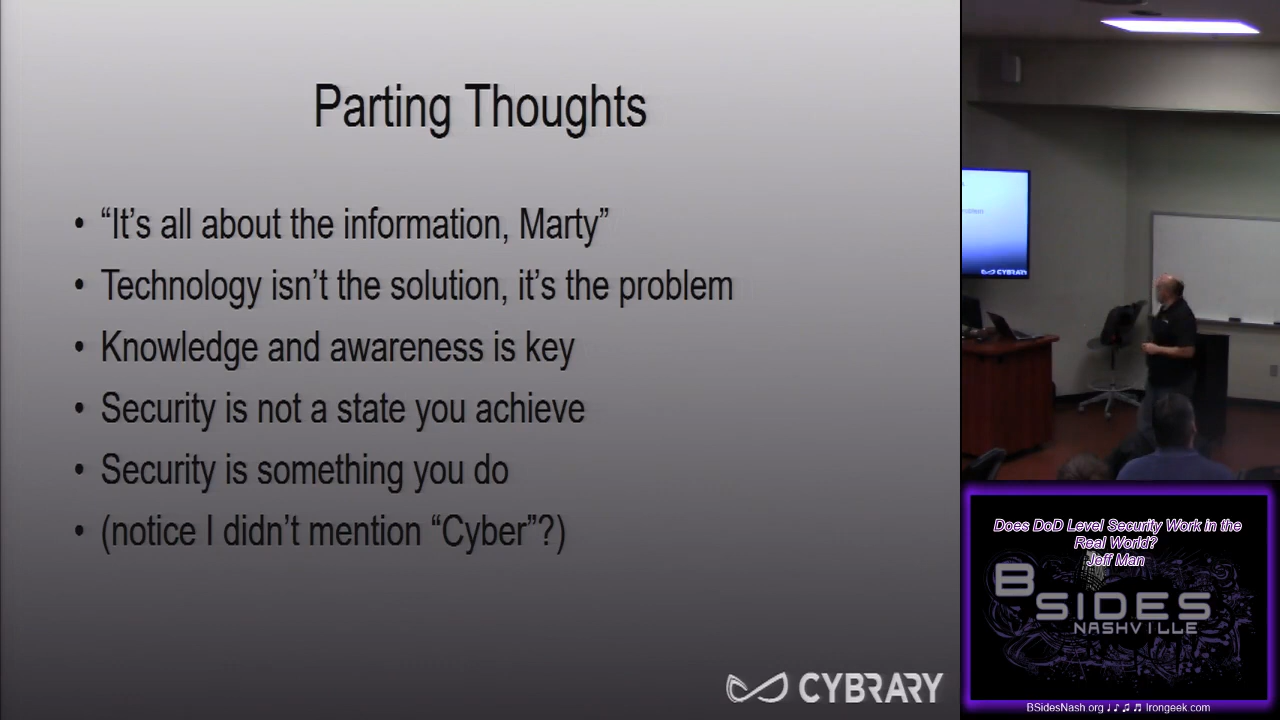 Parting Thoughts
• “It’s all about the information, Marty”
• Technology isn’t the solution, it’s the problem
• Knowledge and awareness is key
• Security is not a state you achieve
• Security is something you do
• (notice I didn’t mention “Cyber”?)
CYBRARY
CYBRARY
Does DoD Level Security Work in the
Real World?
Jeff Man
BSIDES
NASHVILLE
BSidesNash.org ♩♪♫♬ Irongeek.com